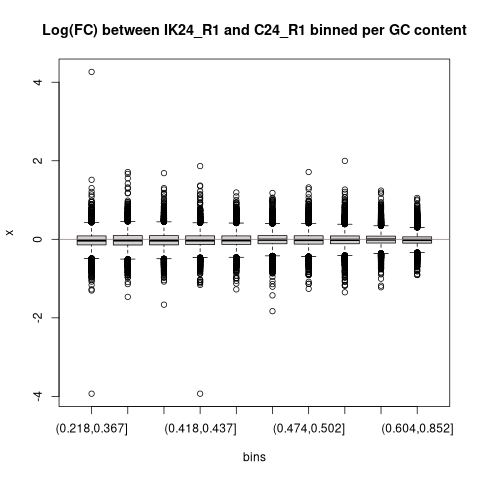 Log(FC) between IK24_R1 and C24_R1 binned per GC content
4
2
0
-2
-4
x
(0.218,0.367] (0.418,0.437] (0.474,0.502] (0.604,0.852]
bins